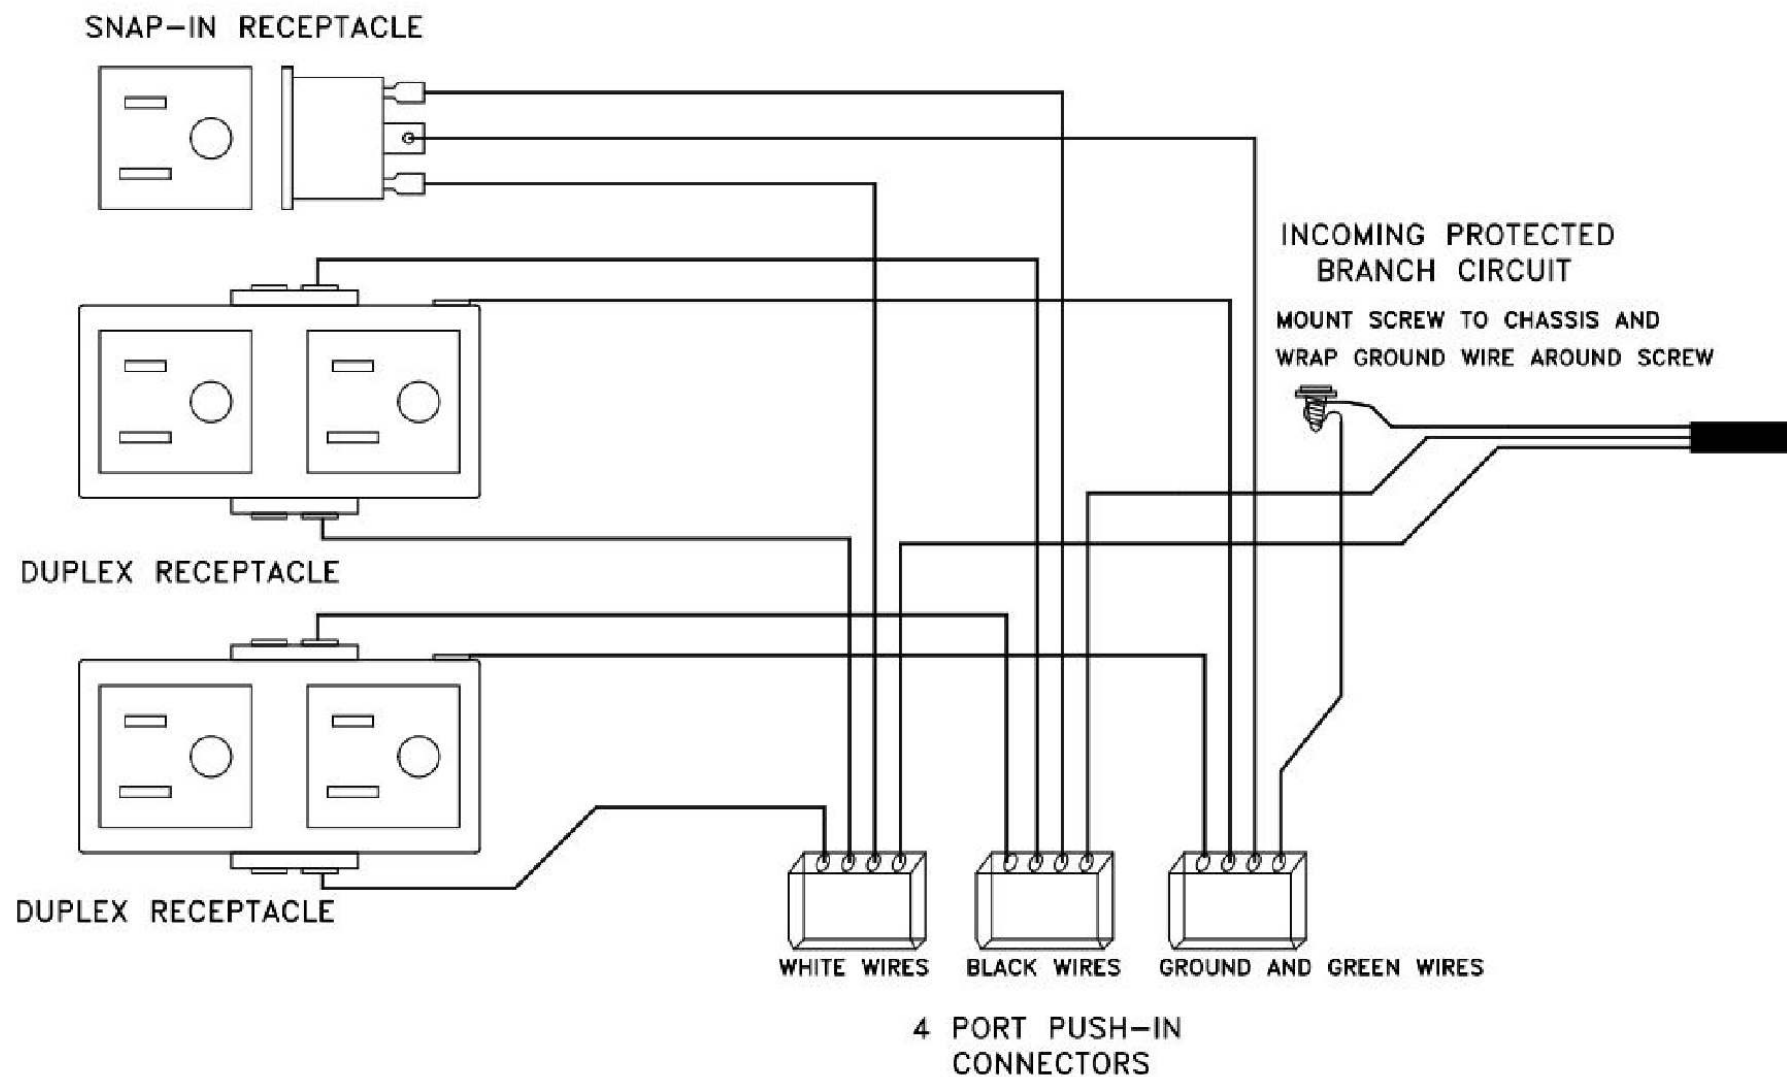 SNAP-IN RECEPTACLE
INCOMING PROTECTED
BRANCH CIRCUIT
MOUNT SCREW TO CHASSIS AND
WRAP GROUND WIRE AROUND SCREW
DUPLEX RECEPTACLE
DUPLEX RECEPTACLE
WHITE WIRES
BLACK WIRES
GROUND AND GREEN WIRES
4 PORT PUSH-IN
CONNECTORS